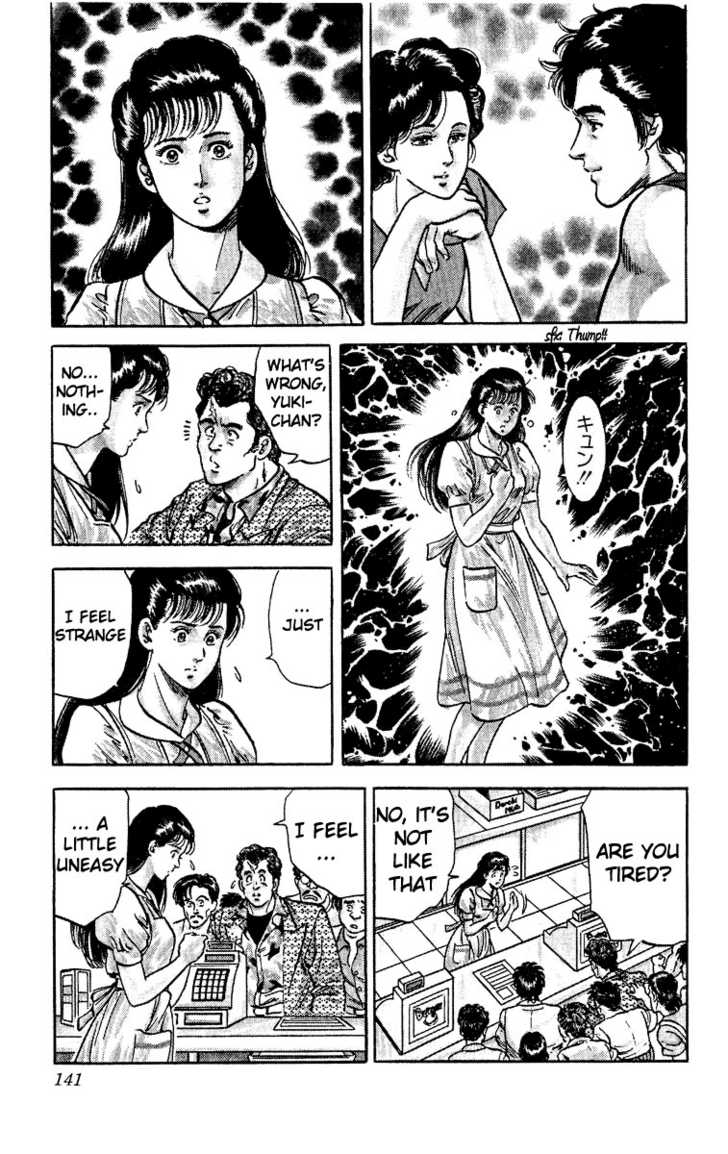 sfx: Thump!!
キュン!!
WHAT'S
WRONG,
YUKI-
CHAN?
NO...
NOTH-
ING..
...
JUST
I FEEL
STRANGE
ARE YOU
TIRED?
NO, IT'S
NOT
LIKE
THAT
I FEEL
...
... A
LITTLE
UNEASY
141